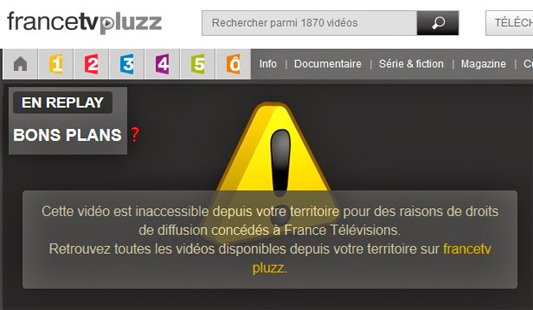 francetvpluzz
Rechercher parmi 1870 vidéos
TÉLÉCH
1 2 3 4 5 ô Info | Documentaire | Série & fiction | Magazine | Cu
EN REPLAY
BONS PLANS ?
Cette vidéo est inaccessible depuis votre territoire pour des raisons de droits
de diffusion concédés à France Télévisions.
Retrouvez toutes les vidéos disponibles depuis votre territoire sur francetv
pluzz.